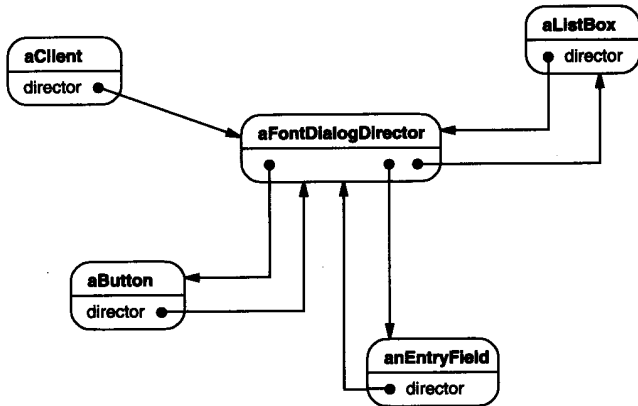 aClient
director
aListBox
director
aFontDialogDirector
aButton
director
anEntryField
director